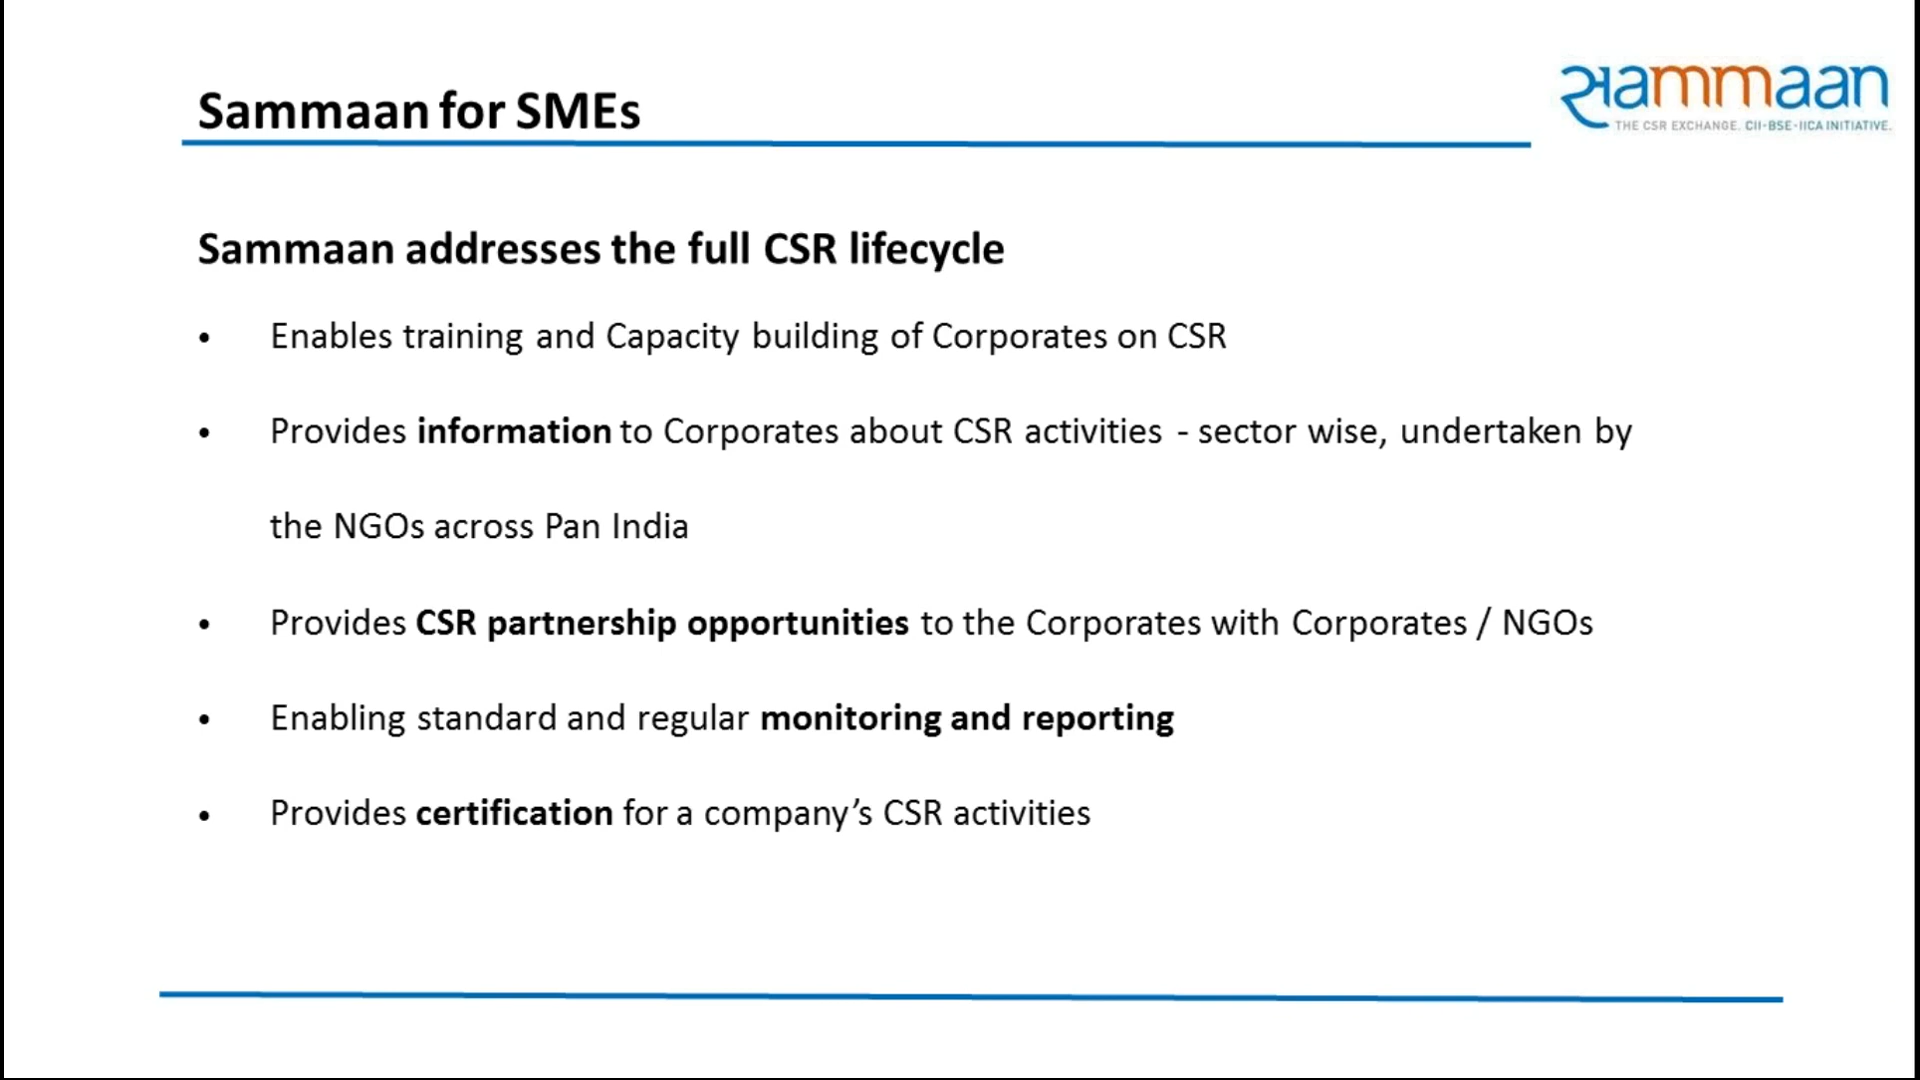 Sammaan for SMEs
सammaan
THE CSR EXCHANGE. CII-BSE-IICA INITIATIVE.
Sammaan addresses the full CSR lifecycle
• Enables training and Capacity building of Corporates on CSR
• Provides information to Corporates about CSR activities - sector wise, undertaken by
the NGOs across Pan India
• Provides CSR partnership opportunities to the Corporates with Corporates / NGOs
• Enabling standard and regular monitoring and reporting
• Provides certification for a company’s CSR activities